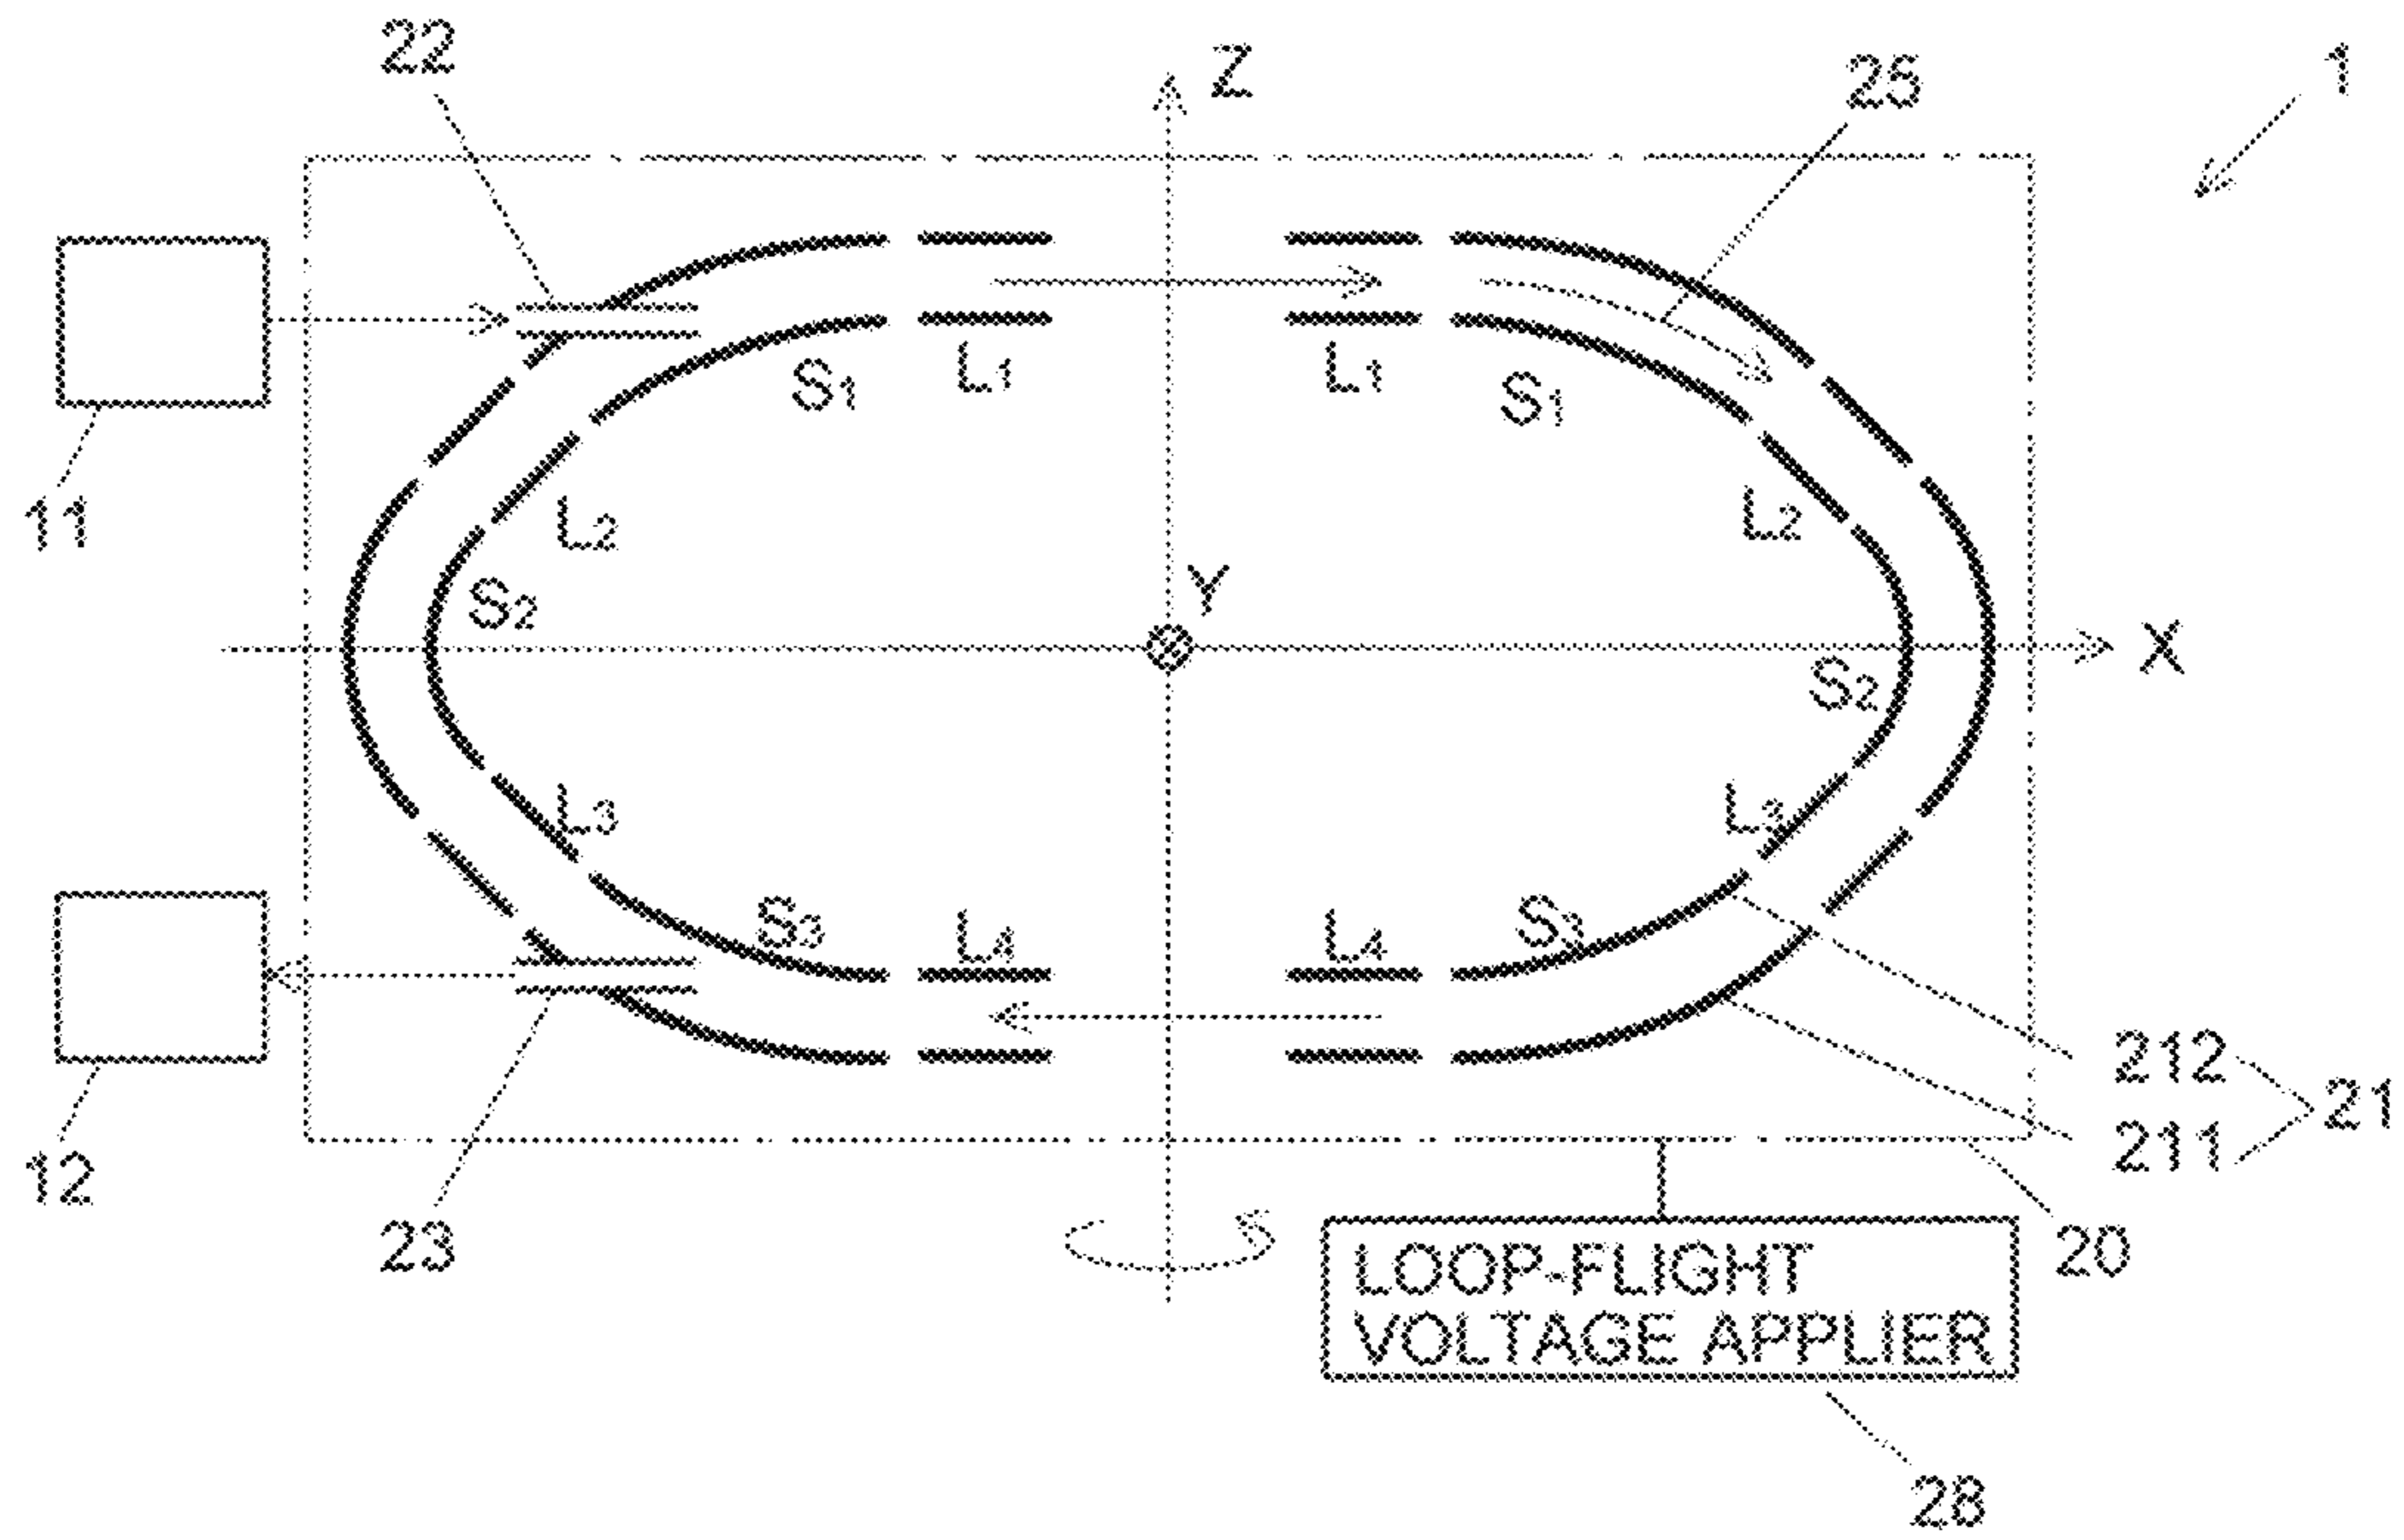 22
Z
25
1
S1
L1
L1
S1
11
L2
L2
S2
Y
X
S2
L3
L3
S3
L4
L4
S3
212
21
211
12
23
20
LOOP-FLIGHT
VOLTAGE APPLIER
28